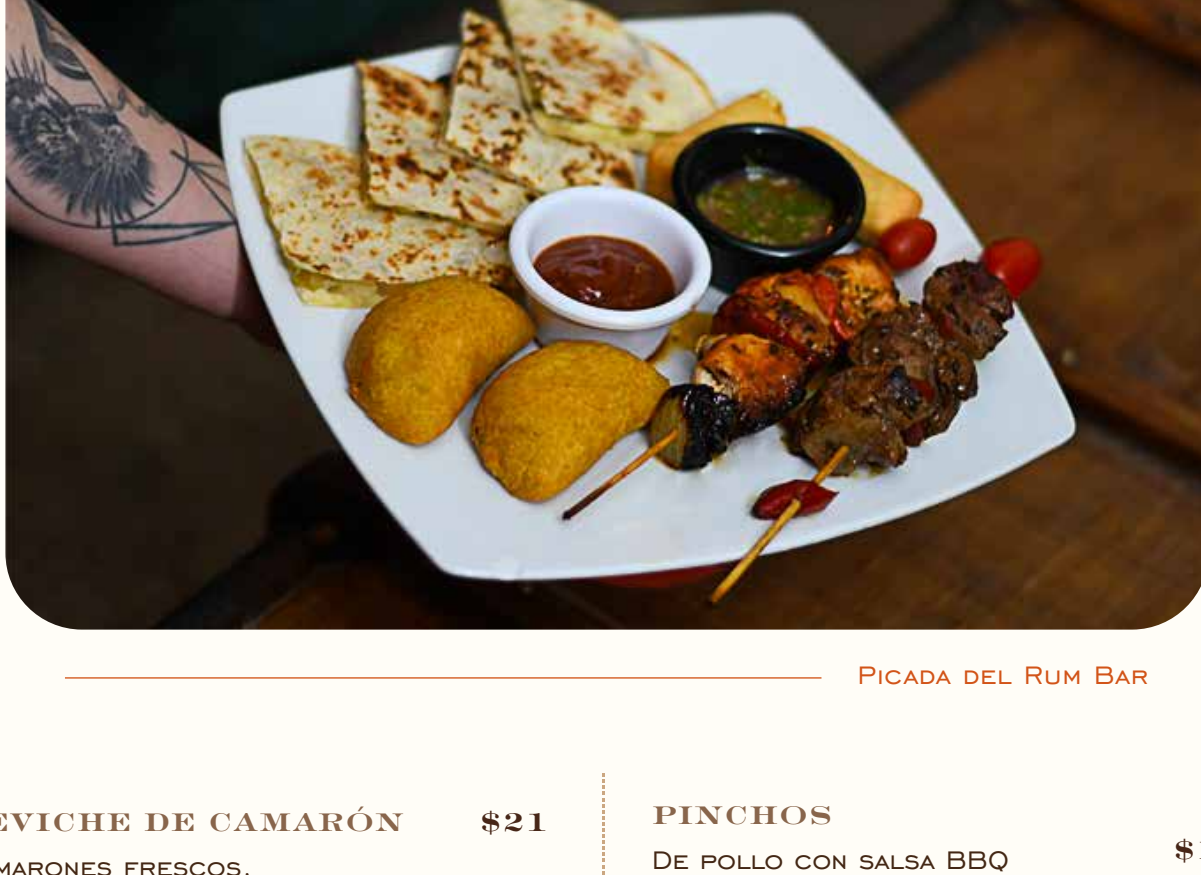 Picada del Rum Bar
EVICHE DE CAMARÓN $21
MARONES FRESCOS,
PINCHOS
De pollo con salsa BBQ